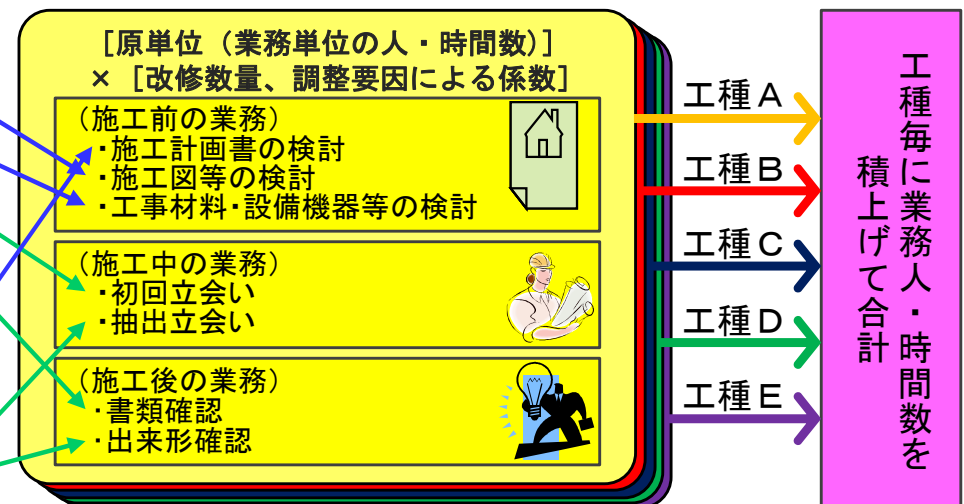 [原単位（業務単位の人・時間数）]
×［改修数量、調整要因による係数］
（施工前の業務）
・施工計画書の検討
・施工図等の検討
・工事材料・設備機器等の検討
（施工中の業務）
・初回立会い
・抽出立会い
（施工後の業務）
・書類確認
・出来形確認
工種Ａ
工種Ｂ
工種Ｃ
工種Ｄ
工種Ｅ
工種毎に業務人・時間数を
積上げて合計